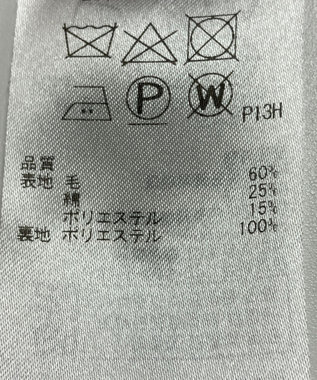 P
W
P13H
品質
表地 毛 60%
綿 25%
ポリエステル 15%
裏地 ポリエステル 100%